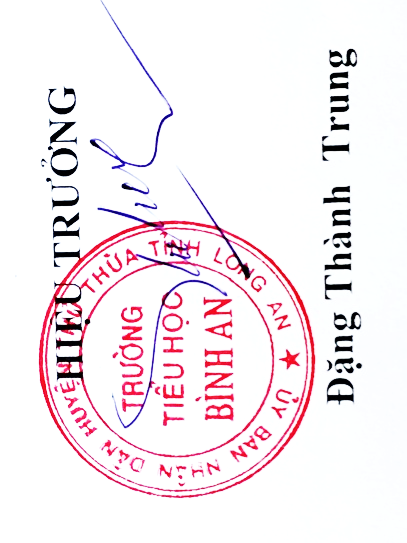 HIỆU TRƯỞNG
ỦY BAN NHÂN DÂN HUYỆN THỪA TỈNH LONG AN ★
TRƯỜNG
TIỂU HỌC
BÌNH AN
Đặng Thành Trung